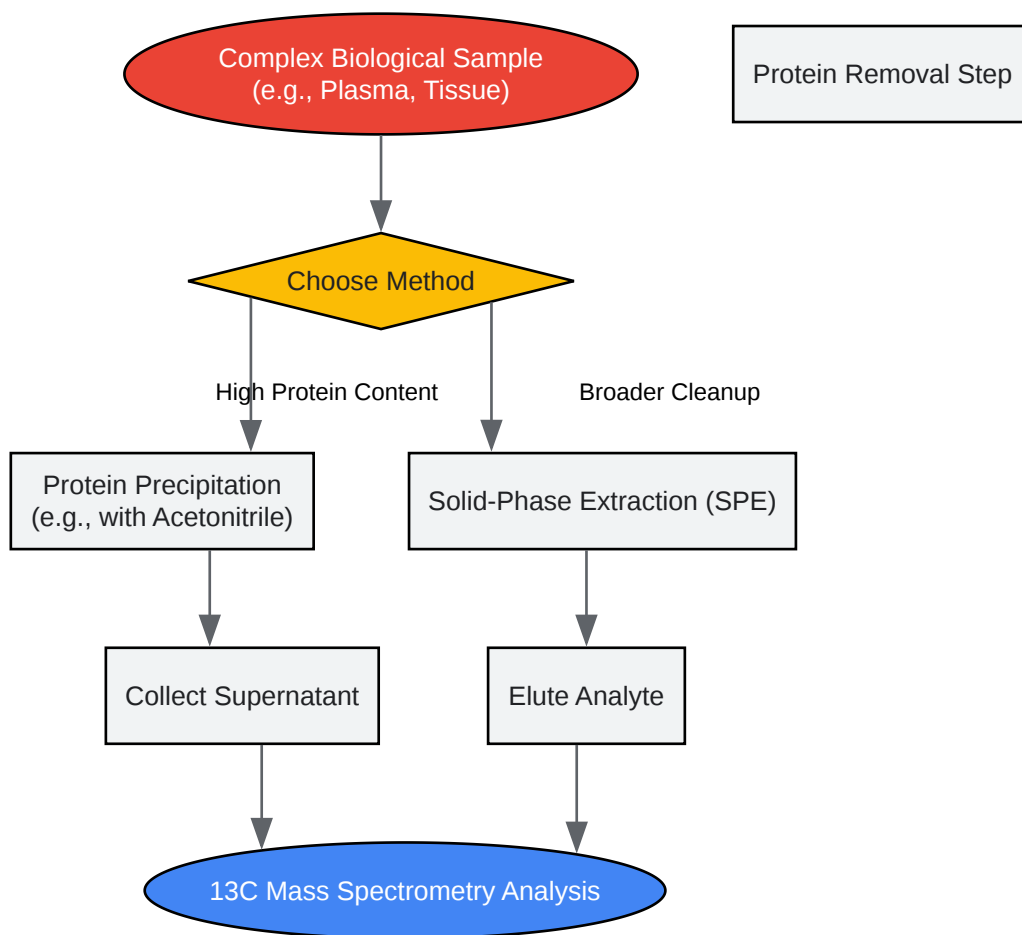 Complex Biological Sample
(e.g., Plasma, Tissue)
Protein Removal Step
Choose Method
High Protein Content
Broader Cleanup
Protein Precipitation
(e.g., with Acetonitrile)
Solid-Phase Extraction (SPE)
Collect Supernatant
Elute Analyte
13C Mass Spectrometry Analysis